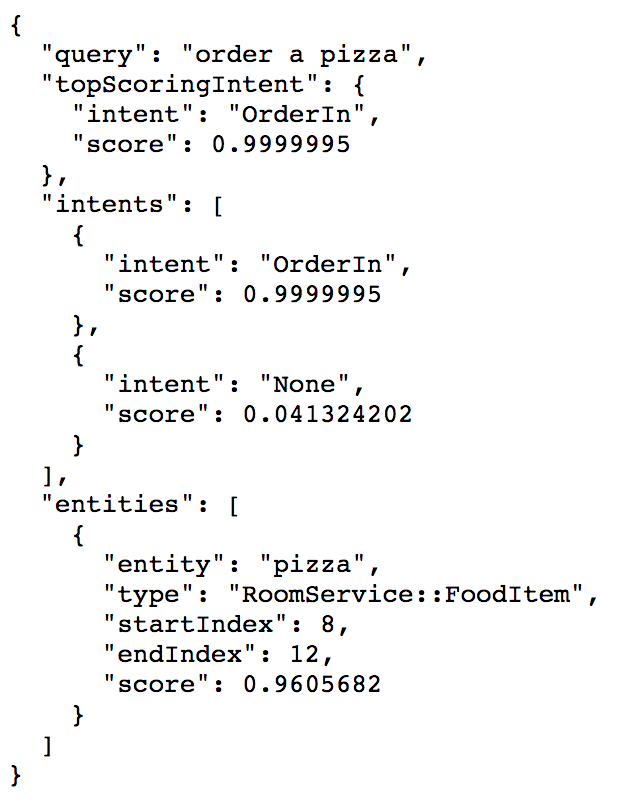 {
  "query": "order a pizza",
  "topScoringIntent": {
    "intent": "OrderIn",
    "score": 0.9999995
  },
  "intents": [
    {
      "intent": "OrderIn",
      "score": 0.9999995
    },
    {
      "intent": "None",
      "score": 0.041324202
    }
  ],
  "entities": [
    {
      "entity": "pizza",
      "type": "RoomService::FoodItem",
      "startIndex": 8,
      "endIndex": 12,
      "score": 0.9605682
    }
  ]
}